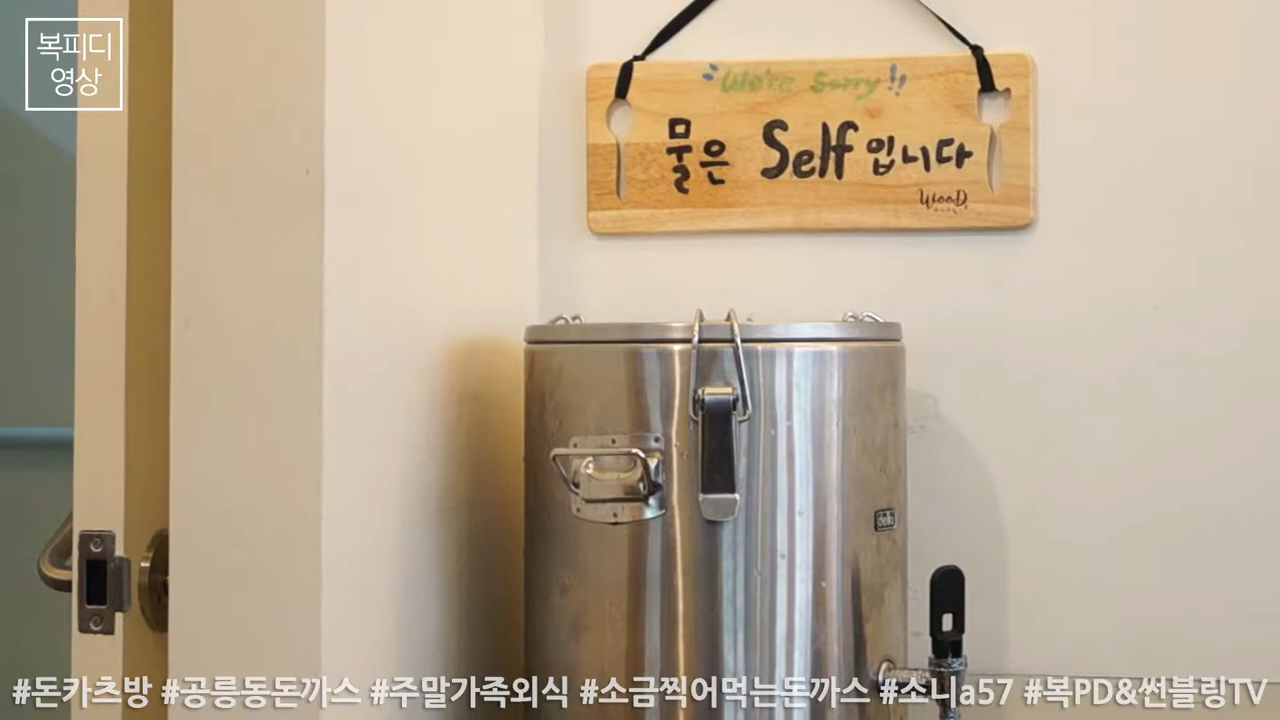 복피디
영상
We're Sorry!!
물은 Self입니다
WooD
#돈카츠방 #공릉동돈까스 #주말가족외식 #소금찍어먹는돈까스 #소니a57 #복PD&썬블링TV